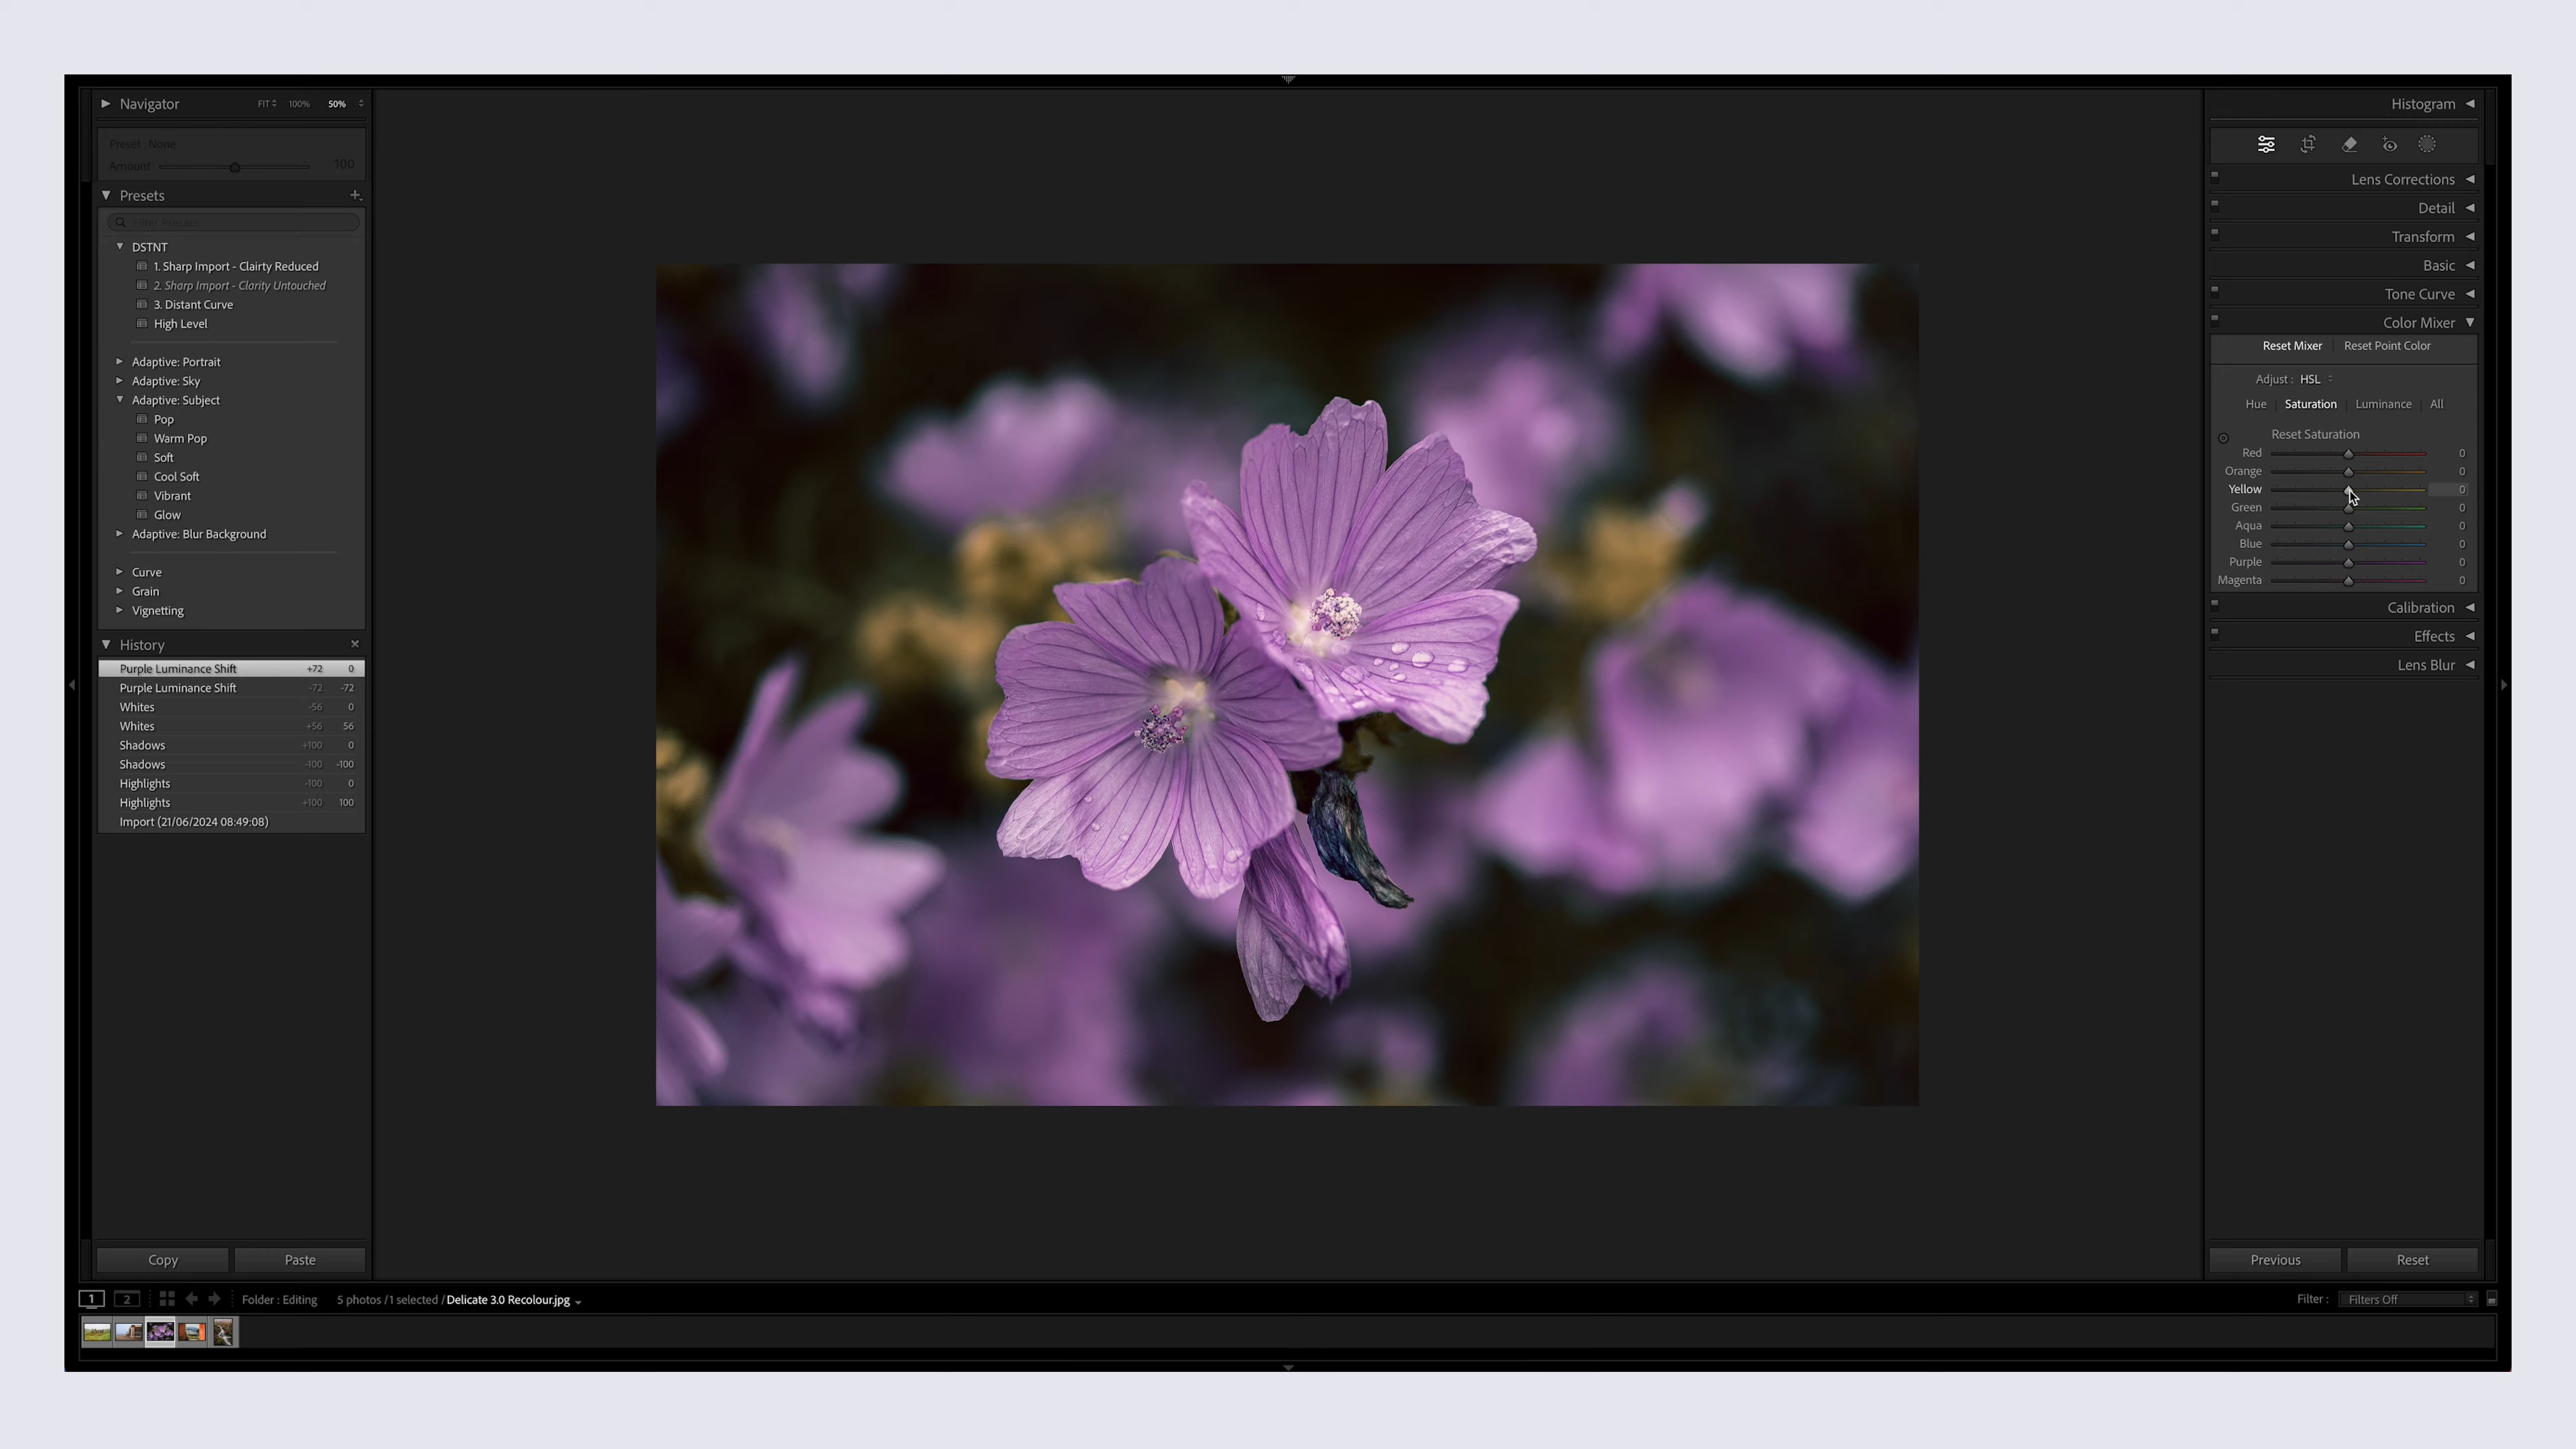 Navigator FIT 100% 50%
Preset : None
Amount 100
Presets
Filter Presets
DSTNT
1. Sharp Import - Clairty Reduced
2. Sharp Import - Clarity Untouched
3. Distant Curve
High Level
Adaptive: Portrait
Adaptive: Sky
Adaptive: Subject
Pop
Warm Pop
Soft
Cool Soft
Vibrant
Glow
Adaptive: Blur Background
Curve
Grain
Vignetting
History
Purple Luminance Shift +72 0
Purple Luminance Shift -72 -72
Whites -56 0
Whites +56 56
Shadows +100 0
Shadows -100 -100
Highlights -100 0
Highlights +100 100
Import (21/06/2024 08:49:08)
Copy Paste
Histogram
Lens Corrections
Detail
Transform
Basic
Tone Curve
Color Mixer
Reset Mixer Reset Point Color
Adjust : HSL
Hue Saturation Luminance All
Reset Saturation
Red 0
Orange 0
Yellow 0
Green 0
Aqua 0
Blue 0
Purple 0
Magenta 0
Calibration
Effects
Lens Blur
Previous Reset
1 2 Folder : Editing 5 photos / 1 selected / Delicate 3.0 Recolour.jpg Filter : Filters Off